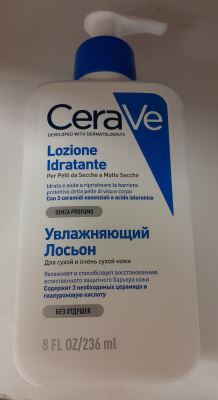 CeraVe
DEVELOPED WITH DERMATOLOGISTS
Lozione
Idratante
Per Pelli da Secche a Molto Secche
Idrata e aiuta a ripristinare la barriera
protettiva della pelle di viso e corpo
Con 3 ceramidi essenziali e acido ialuronico
SENZA PROFUMO
Увлажняющий
Лосьон
Для сухой и очень сухой кожи
Увлажняет и способствует восстановлению
естественного защитного барьера кожи
Содержит 3 необходимых церамида и
гиалуроновую кислоту
БЕЗ ОТДУШЕК
8 FL OZ/236 ml